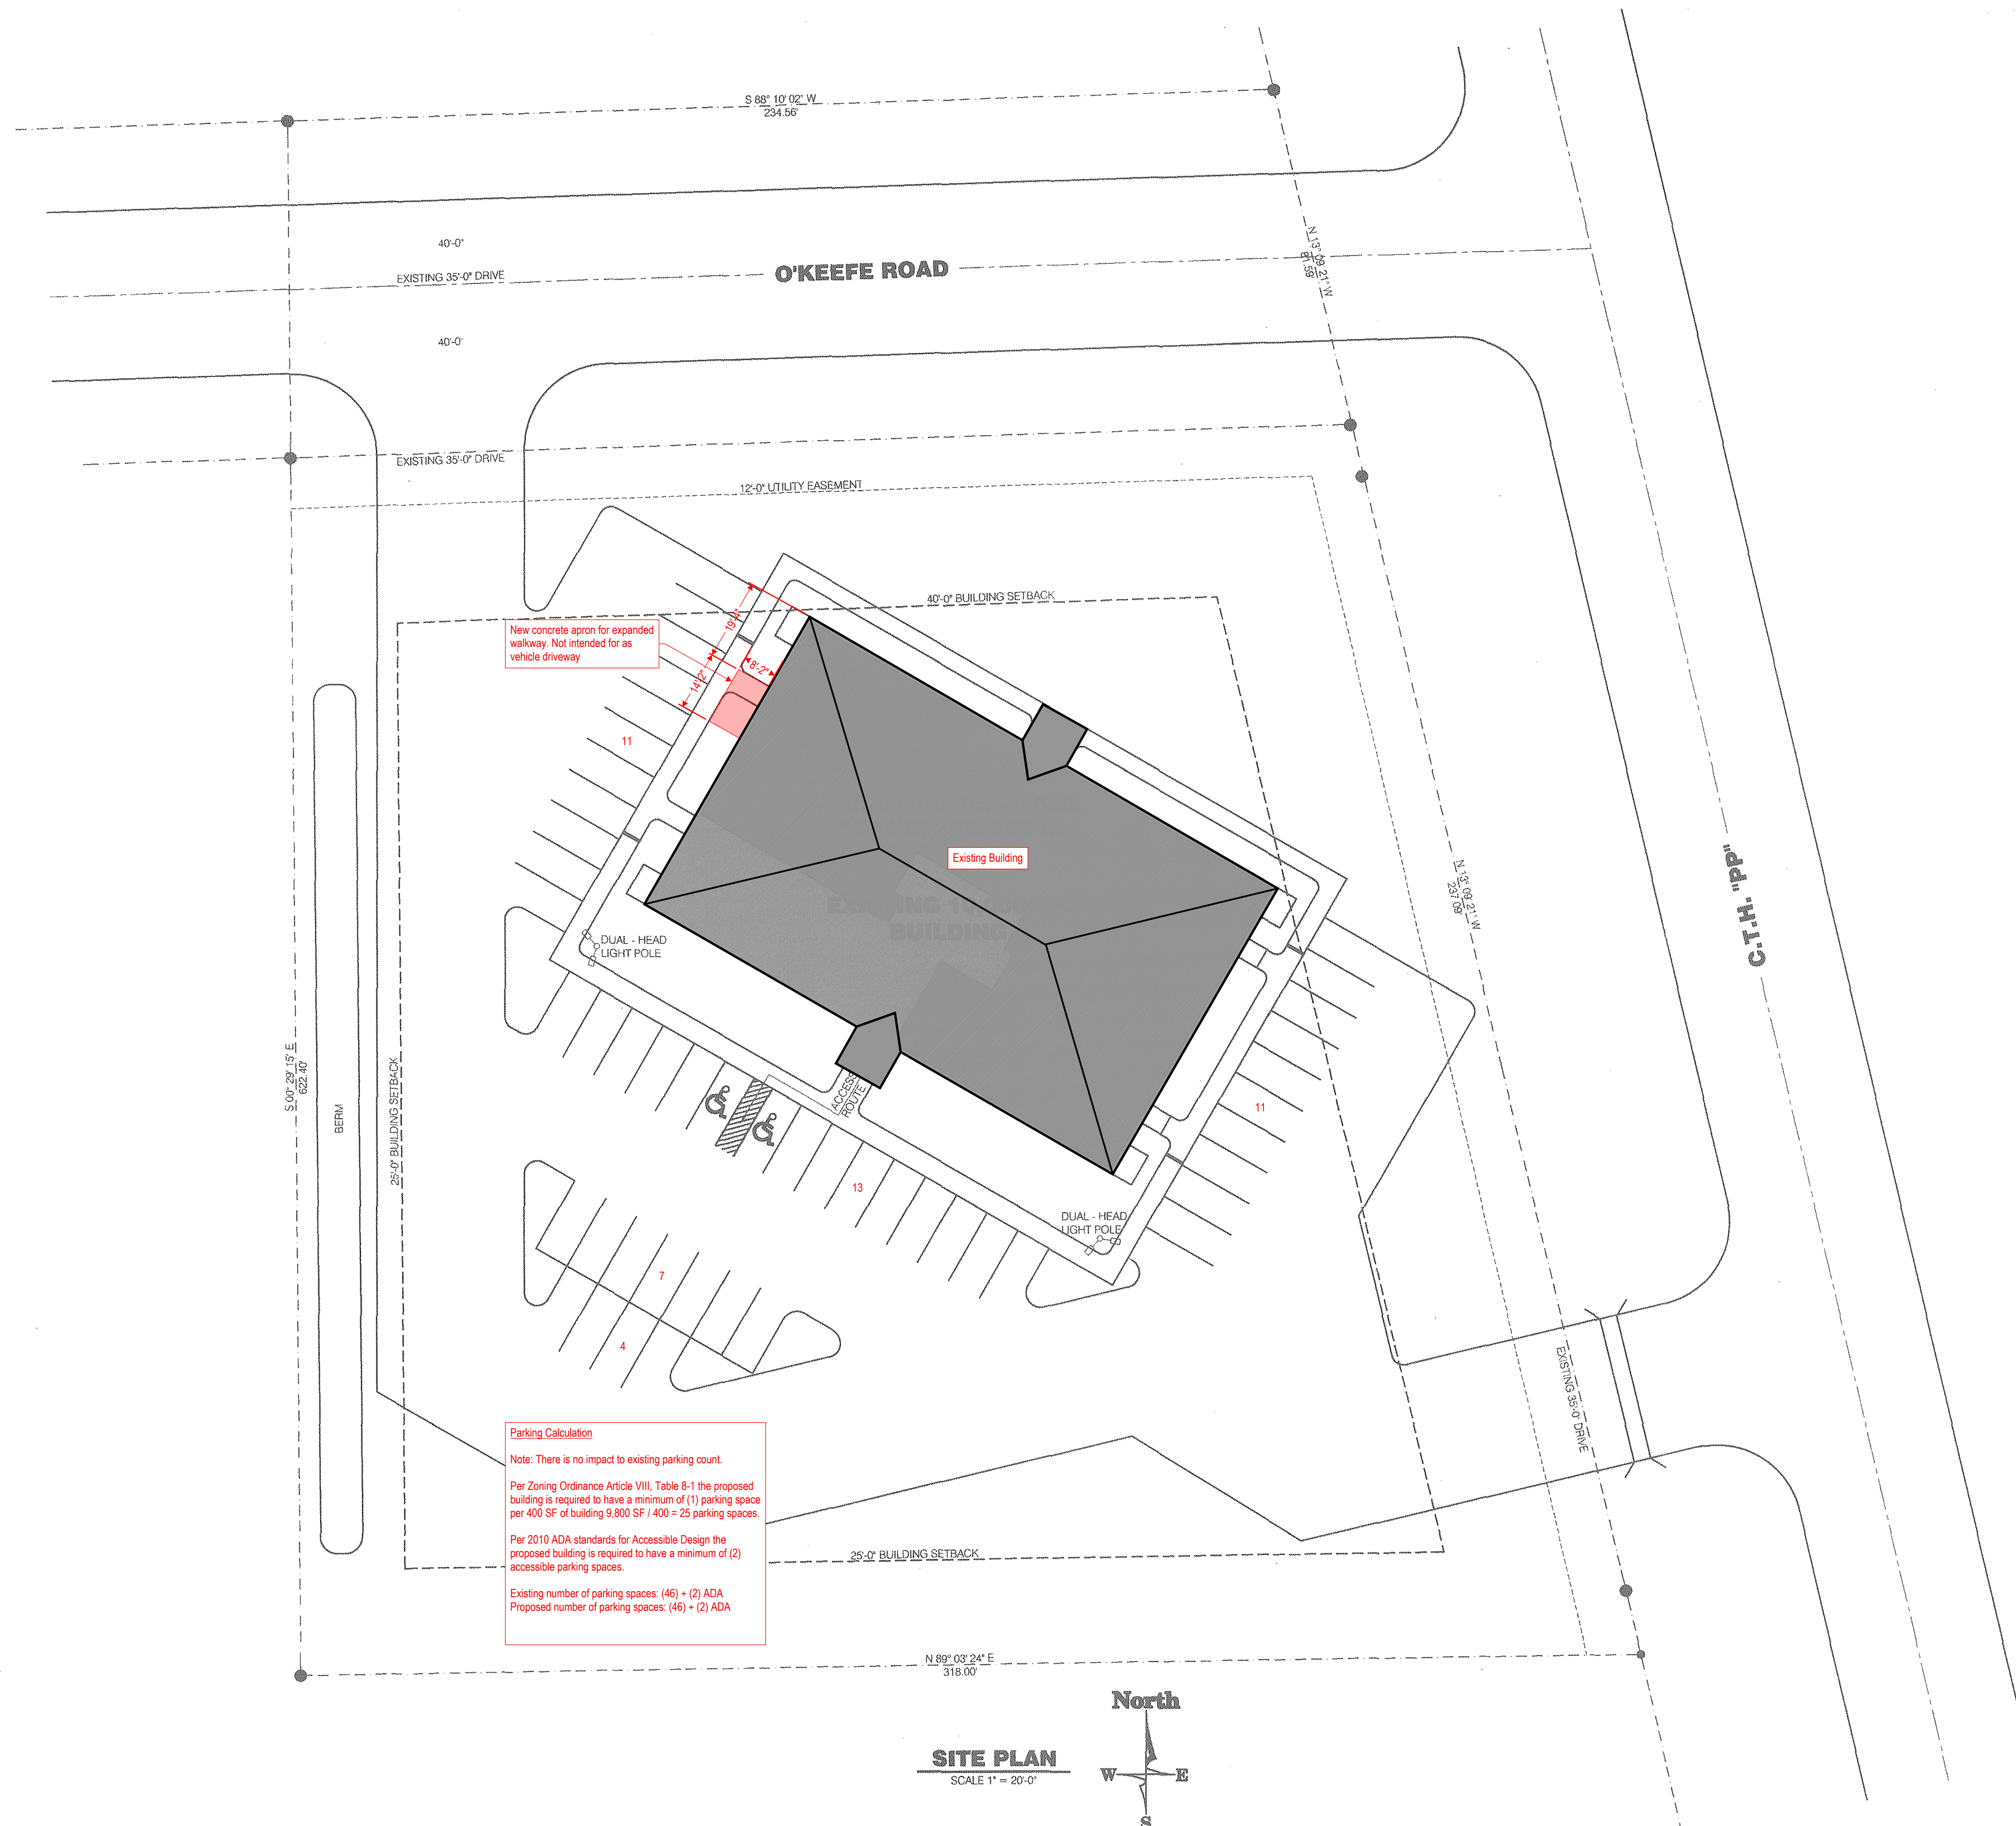 S 88° 10' 02" W
234.56'
N 13° 09' 21" W
81.59'
40'-0"
EXISTING 35'-0" DRIVE
O'KEEFE ROAD
40'-0"
EXISTING 35'-0" DRIVE
12'-0" UTILITY EASEMENT
40'-0" BUILDING SETBACK
New concrete apron for expanded
walkway. Not intended for as
vehicle driveway
19'-4"
8'-2"
14'-2"
11
Existing Building
EXISTING 10,000
BUILDING
C.T.H. "PP"
N 13° 09' 21" W
237.09'
DUAL - HEAD
LIGHT POLE
S 00° 29' 15" E
622.40'
BERM
25'-0" BUILDING SETBACK
ACCESS
ROUTE
11
13
DUAL - HEAD
LIGHT POLE
7
4
EXISTING 35'-0" DRIVE
Parking Calculation
Note: There is no impact to existing parking count.
Per Zoning Ordinance Article VIII, Table 8-1 the proposed
building is required to have a minimum of (1) parking space
per 400 SF of building 9,800 SF / 400 = 25 parking spaces.
Per 2010 ADA standards for Accessible Design the
proposed building is required to have a minimum of (2)
accessible parking spaces.
Existing number of parking spaces: (46) + (2) ADA
Proposed number of parking spaces: (46) + (2) ADA
25'-0" BUILDING SETBACK
N 89° 03' 24" E
318.00'
North
W E
S
SITE PLAN
SCALE 1" = 20'-0"